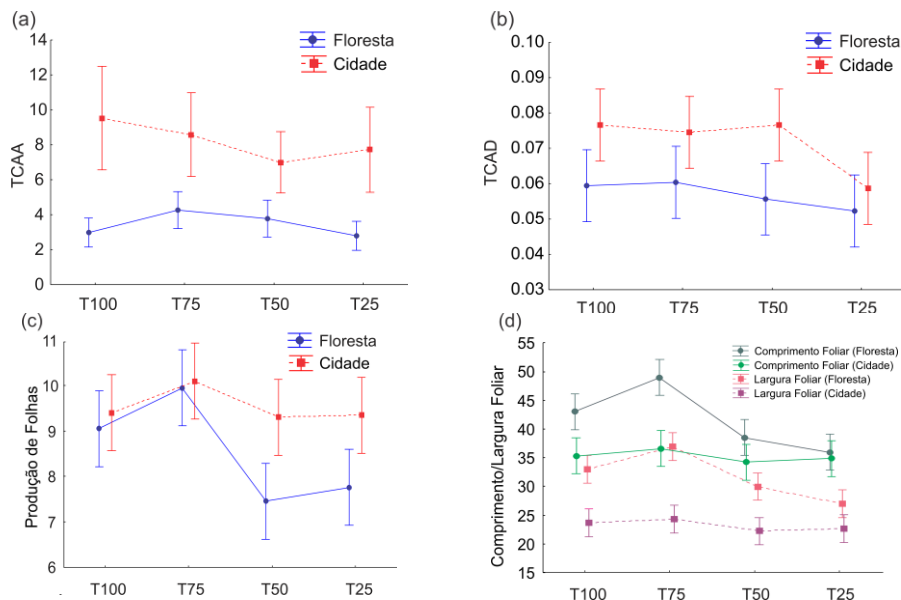 (a)
14
12
10
8
6
4
2
0
TCAA
Floresta
Cidade
T100 T75 T50 T25
(b)
0.10
0.09
0.08
0.07
0.06
0.05
0.04
0.03
TCAD
Floresta
Cidade
T100 T75 T50 T25
(c)
11
10
9
8
7
6
Produção de Folhas
Floresta
Cidade
T100 T75 T50 T25
(d)
55
50
45
40
35
30
25
20
15
Comprimento/Largura Foliar
Comprimento Foliar (Floresta)
Comprimento Foliar (Cidade)
Largura Foliar (Floresta)
Largura Foliar (Cidade)
T100 T75 T50 T25